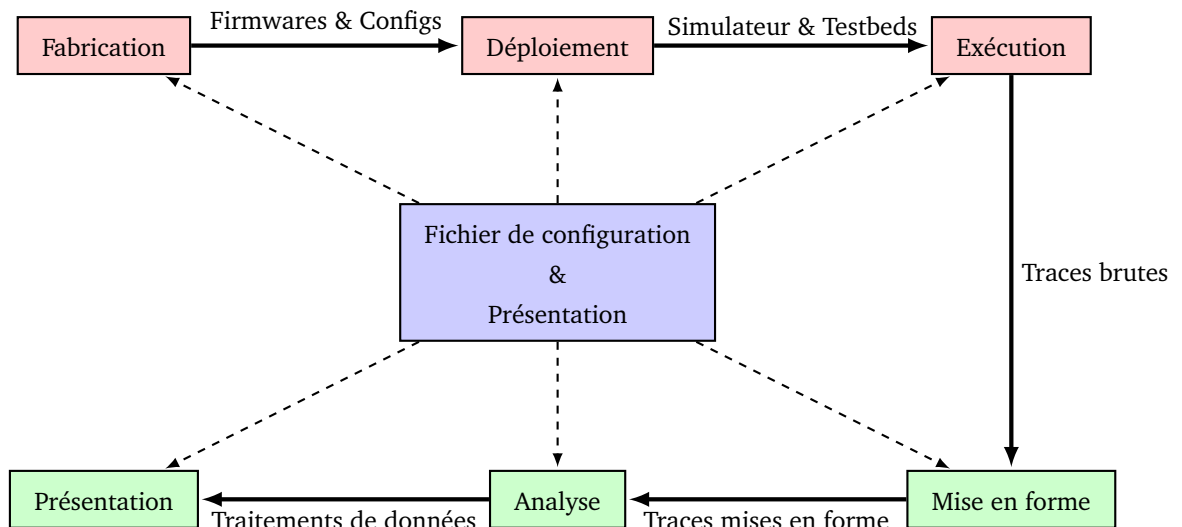 Firmwares & Configs
Simulateur & Testbeds
Fabrication
Déploiement
Exécution
Fichier de configuration
&
Présentation
Traces brutes
Présentation
Analyse
Mise en forme
Traitements de données
Traces mises en forme